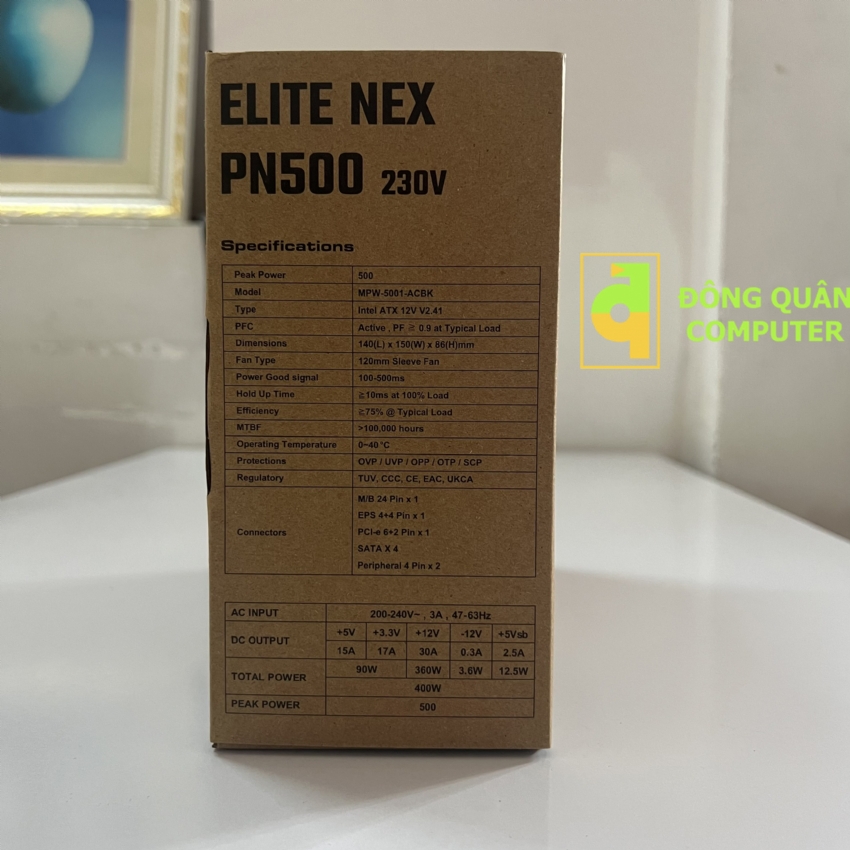 ELITE NEX
PN500 230V
Specifications
Peak Power 500
Model MPW-5001-ACBK
Type Intel ATX 12V V2.41
PFC Active , PF ≧ 0.9 at Typical Load
Dimensions 140(L) x 150(W) x 86(H)mm
Fan Type 120mm Sleeve Fan
Power Good signal 100-500ms
Hold Up Time ≧10ms at 100% Load
Efficiency ≧75% @ Typical Load
MTBF >100,000 hours
Operating Temperature 0~40°C
Protections OVP / UVP / OPP / OTP / SCP
Regulatory TUV, CCC, CE, EAC, UKCA
Connectors
M/B 24 Pin x 1
EPS 4+4 Pin x 1
PCI-e 6+2 Pin x 1
SATA X 4
Peripheral 4 Pin x 2
AC INPUT 200-240V~ , 3A , 47-63Hz
DC OUTPUT +5V +3.3V +12V -12V +5Vsb
15A 17A 30A 0.3A 2.5A
TOTAL POWER 90W 360W 3.6W 12.5W
400W
PEAK POWER 500
ĐÔNG QUÂN
COMPUTER